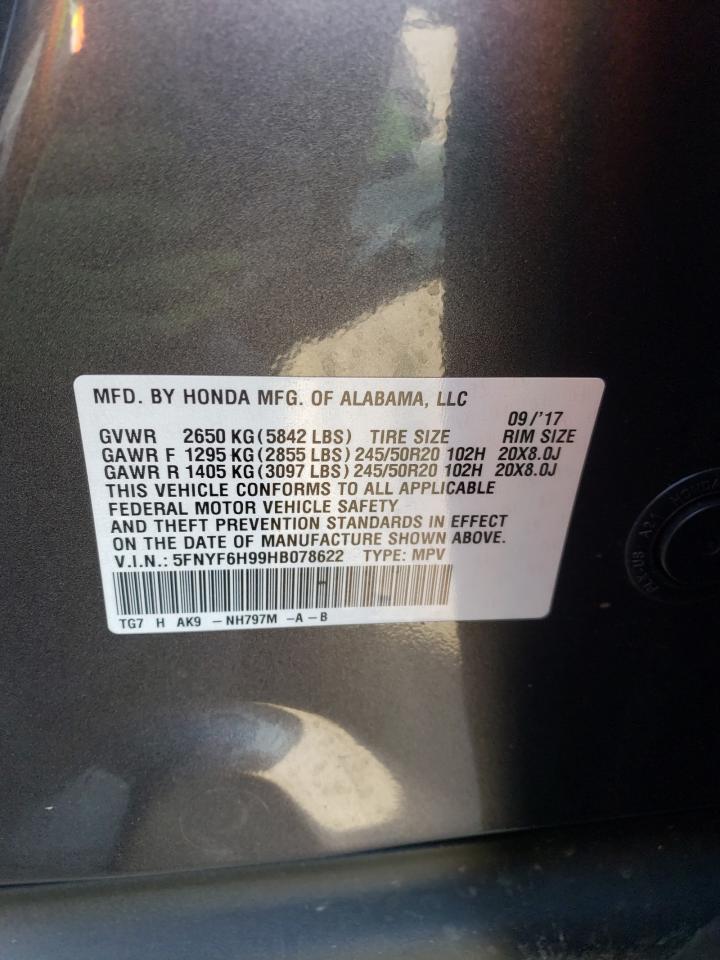 MFD. BY HONDA MFG. OF ALABAMA, LLC
09/'17
GVWR 2650 KG (5842 LBS) TIRE SIZE RIM SIZE
GAWR F 1295 KG (2855 LBS) 245/50R20 102H 20X8.0J
GAWR R 1405 KG (3097 LBS) 245/50R20 102H 20X8.0J
THIS VEHICLE CONFORMS TO ALL APPLICABLE
FEDERAL MOTOR VEHICLE SAFETY
AND THEFT PREVENTION STANDARDS IN EFFECT
ON THE DATE OF MANUFACTURE SHOWN ABOVE.
V.I.N.: 5FNYF6H99HB078622 TYPE: MPV
TG7 H AK9 - NH797M -A-B
HONDA